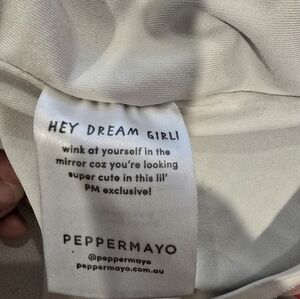 HEY DREAM GIRL!
wink at yourself in the
mirror coz you're looking
super cute in this lil'
PM exclusive!
PEPPERMAYO
@peppermayo
peppermayo.com.au